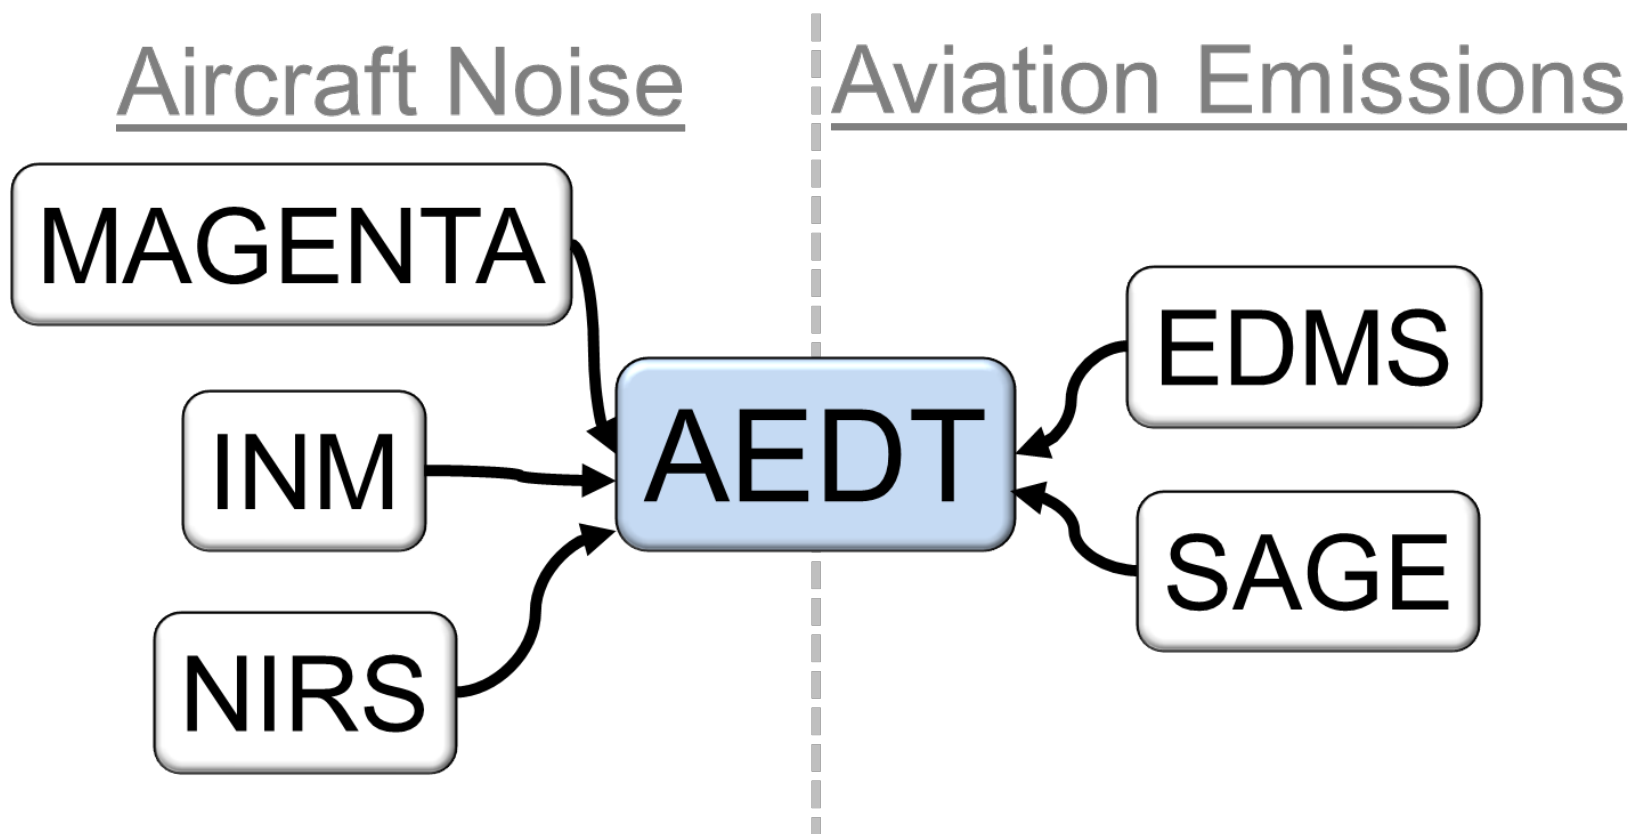 Aircraft Noise
Aviation Emissions
MAGENTA
INM
NIRS
AEDT
EDMS
SAGE